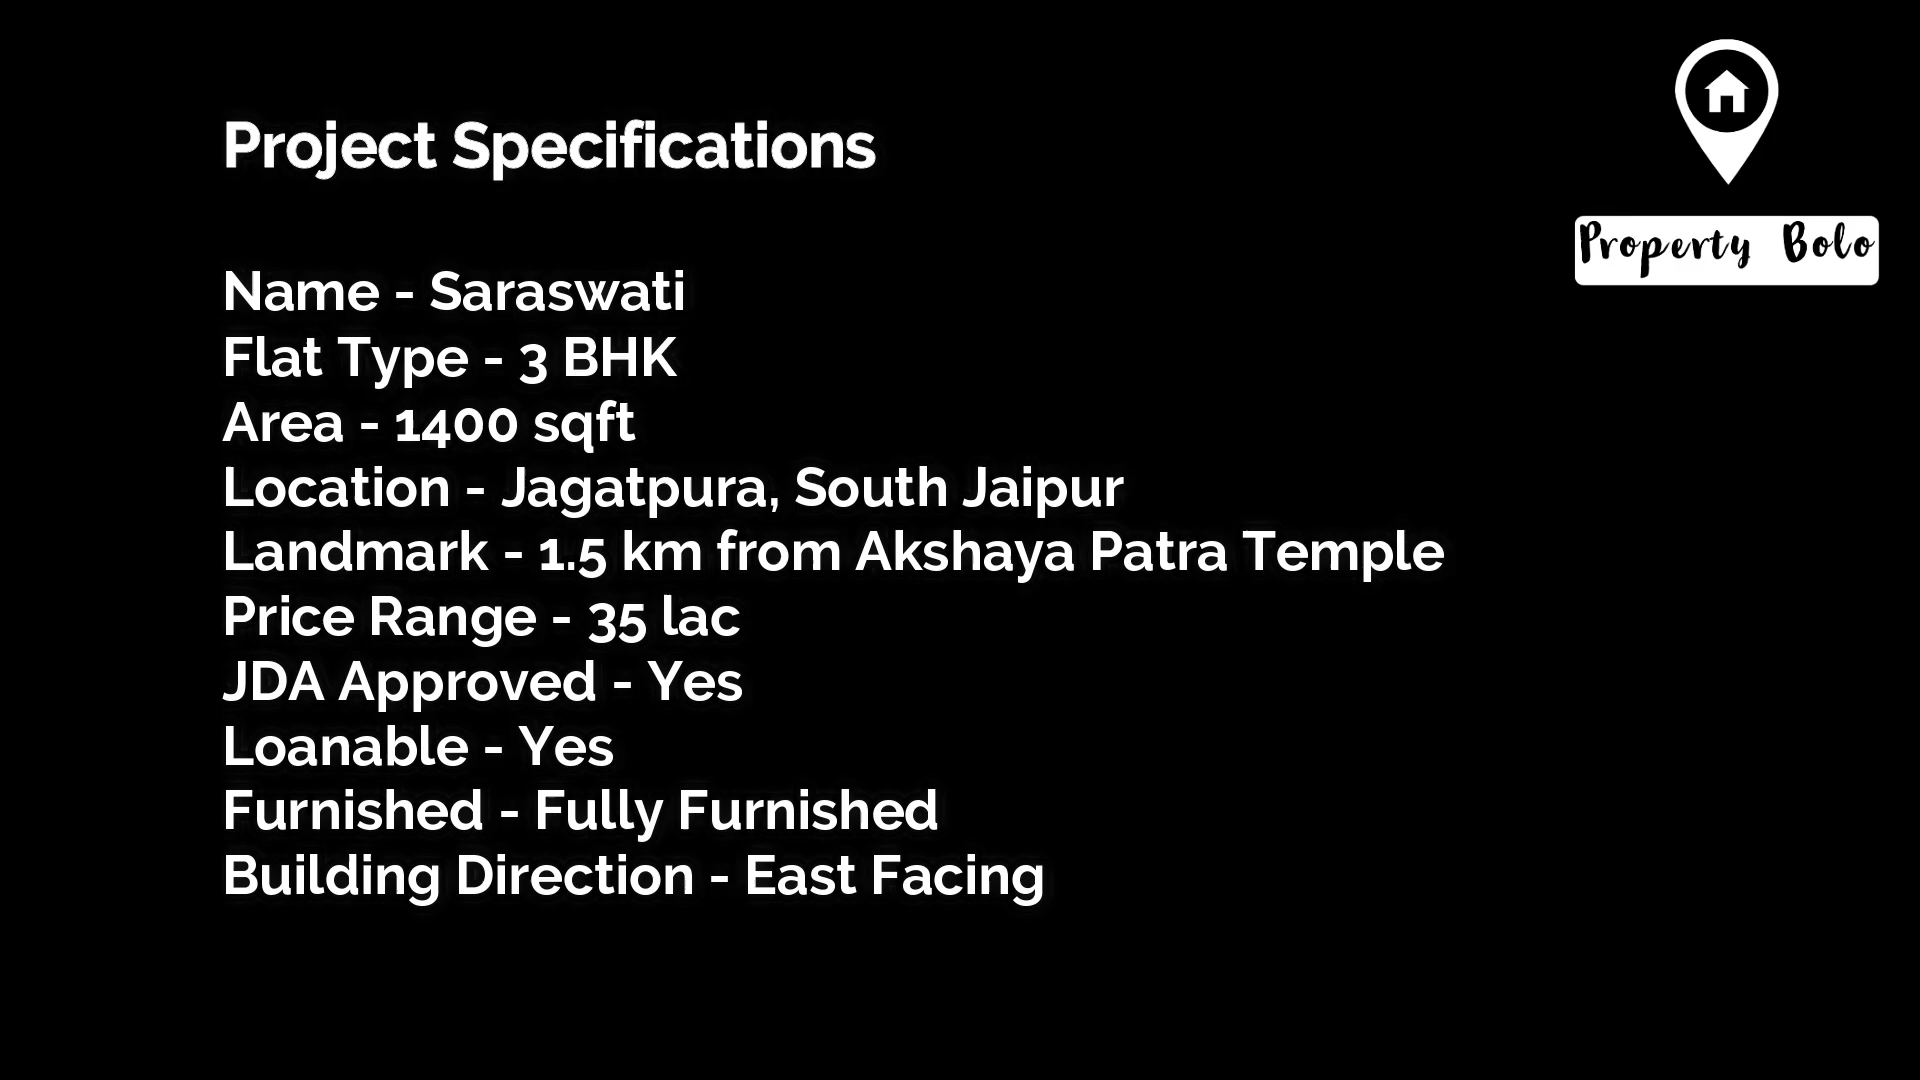 Project Specifications
Property Bolo
Name - Saraswati
Flat Type - 3 BHK
Area - 1400 sqft
Location - Jagatpura, South Jaipur
Landmark - 1.5 km from Akshaya Patra Temple
Price Range - 35 lac
JDA Approved - Yes
Loanable - Yes
Furnished - Fully Furnished
Building Direction - East Facing